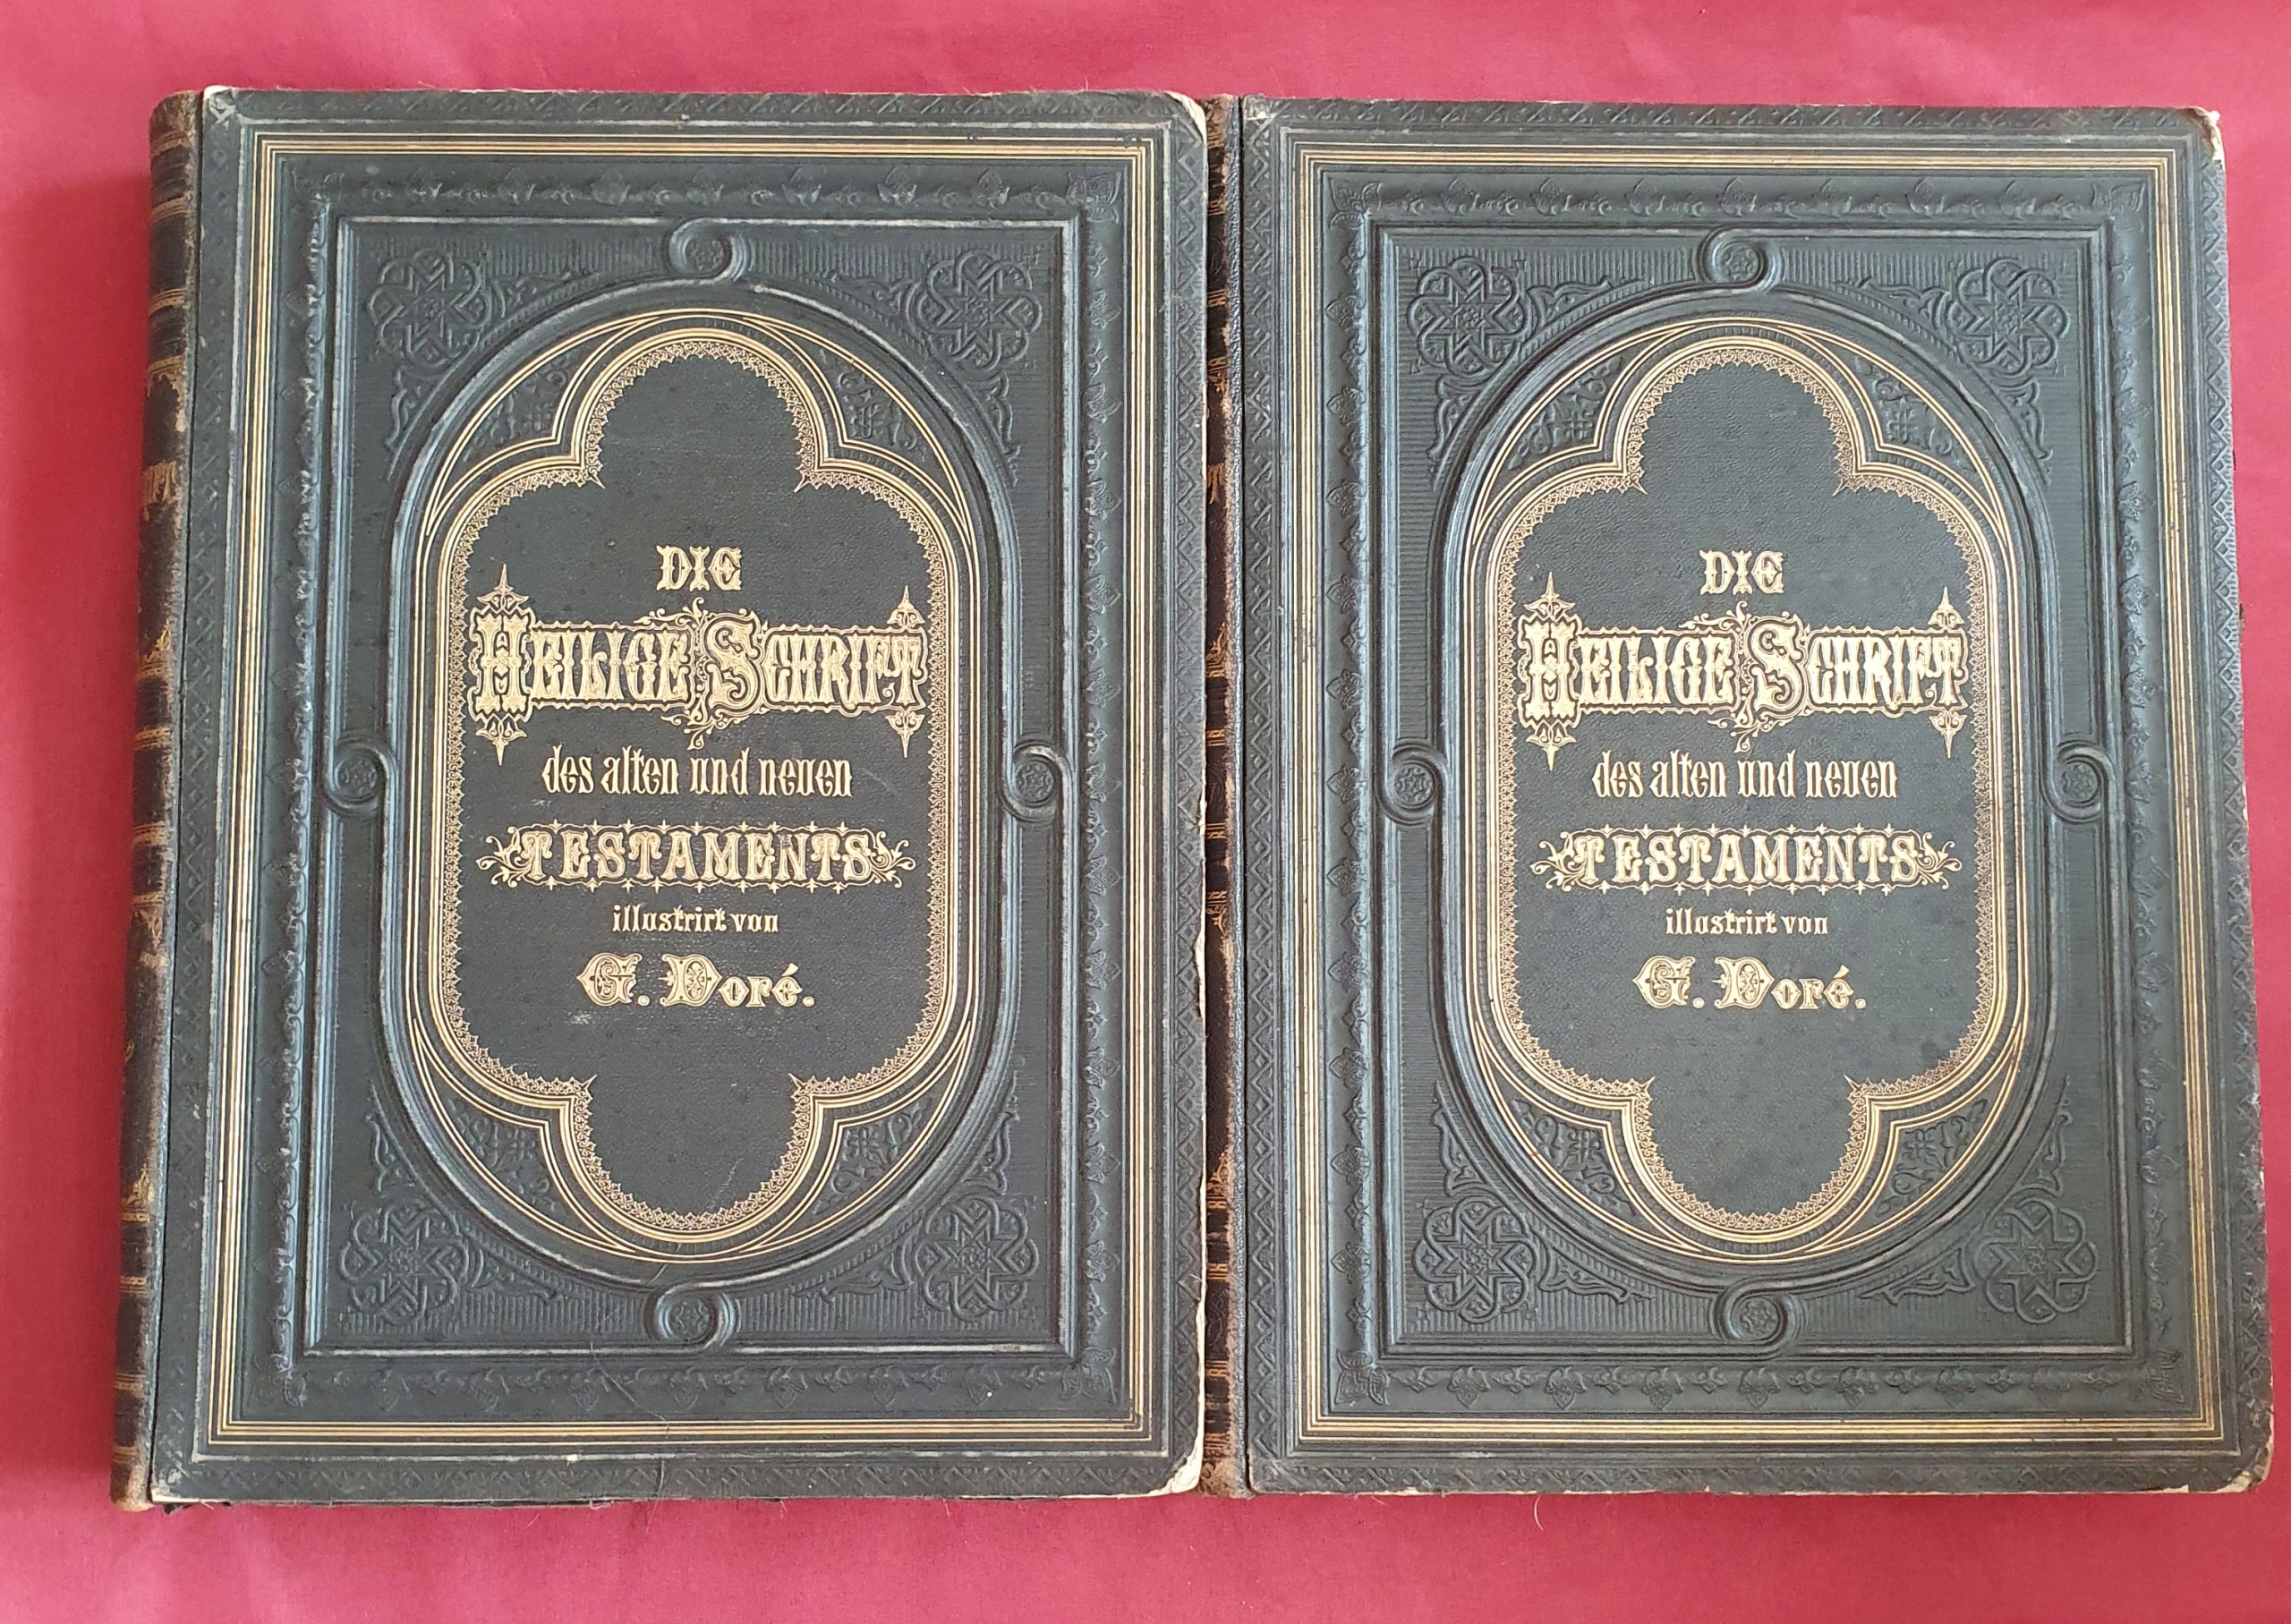 DIE
HEILIGE SCHRIFT
des alten und neuen
TESTAMENTS
illustrirt von
G. Doré.
DIE
HEILIGE SCHRIFT
des alten und neuen
TESTAMENTS
illustrirt von
G. Doré.